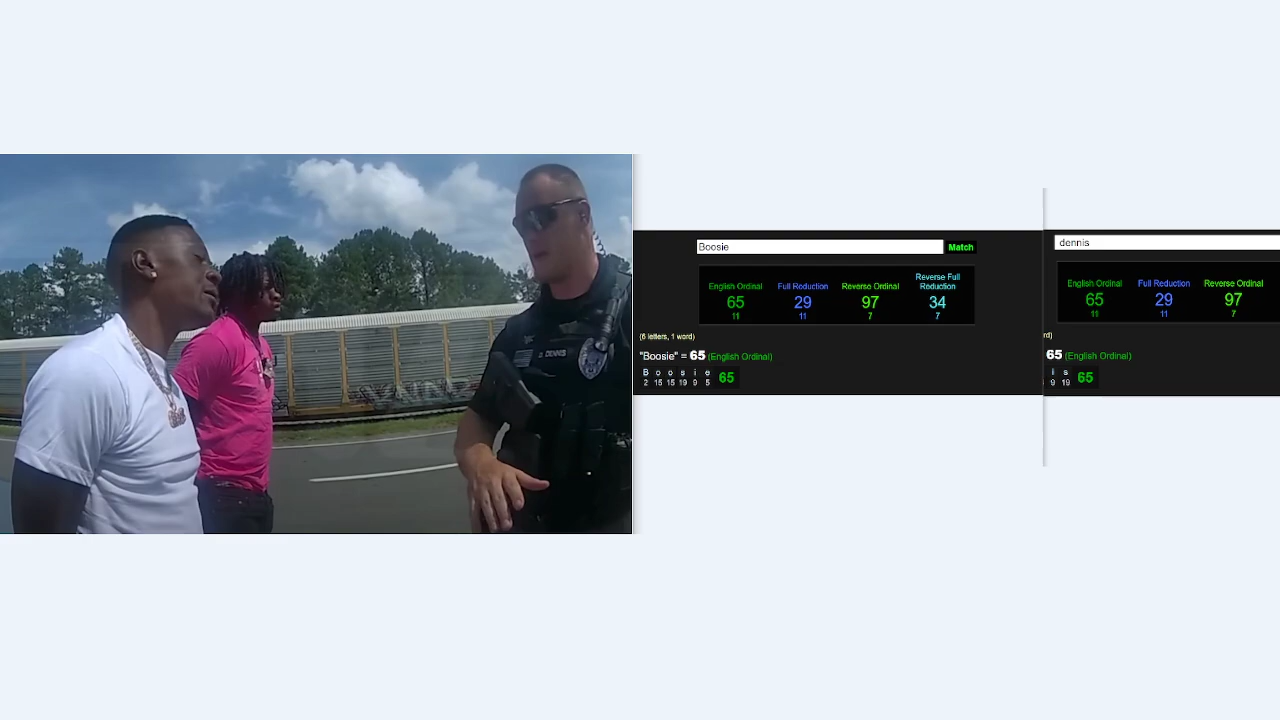 D. DENNIS
Boosie
Match
English Ordinal
65
11
Full Reduction
29
11
Reverse Ordinal
97
7
Reverse Full
Reduction
34
7
(6 letters, 1 word)
"Boosie" = 65 (English Ordinal)
B o o s i e
2 15 15 19 9 5
65
dennis
English Ordinal
65
11
Full Reduction
29
11
Reverse Ordinal
97
7
rd)
65 (English Ordinal)
i s
9 19
65